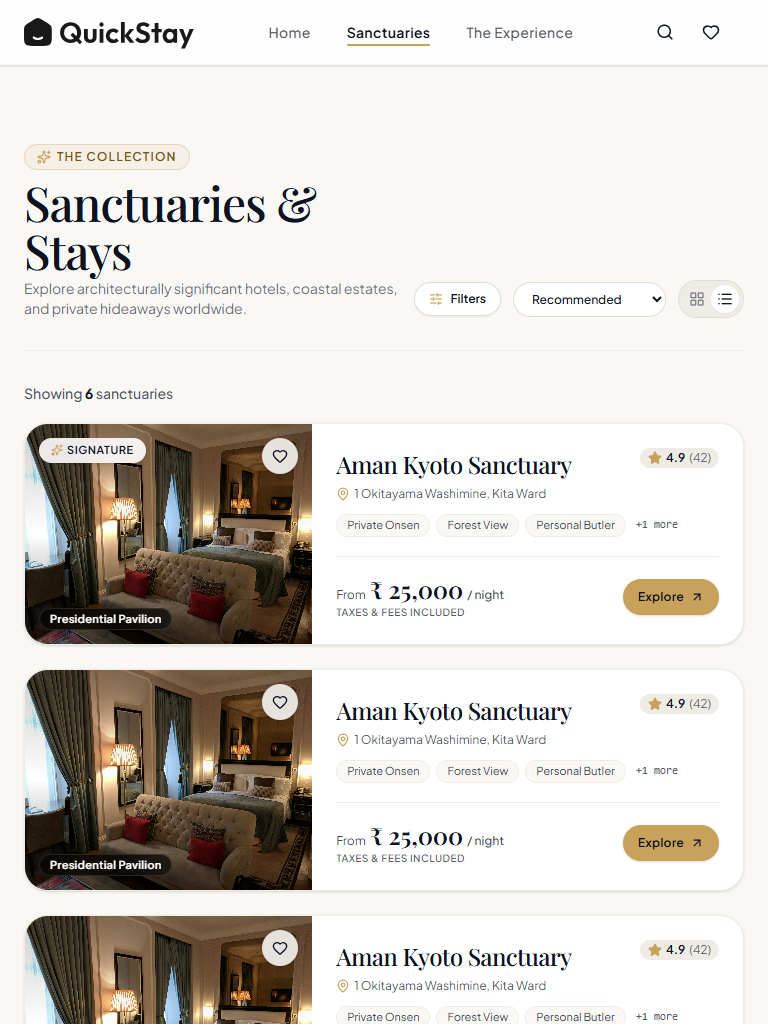 QuickStay
Home Sanctuaries The Experience
THE COLLECTION
Sanctuaries &
Stays
Explore architecturally significant hotels, coastal estates,
and private hideaways worldwide.
Filters
Recommended
Showing 6 sanctuaries
SIGNATURE
Presidential Pavilion
Aman Kyoto Sanctuary
4.9 (42)
1 Okitayama Washimine, Kita Ward
Private Onsen Forest View Personal Butler +1 more
From ₹ 25,000 / night
TAXES & FEES INCLUDED
Explore
Presidential Pavilion
Aman Kyoto Sanctuary
4.9 (42)
1 Okitayama Washimine, Kita Ward
Private Onsen Forest View Personal Butler +1 more
From ₹ 25,000 / night
TAXES & FEES INCLUDED
Explore
Aman Kyoto Sanctuary
4.9 (42)
1 Okitayama Washimine, Kita Ward
Private Onsen Forest View Personal Butler +1 more